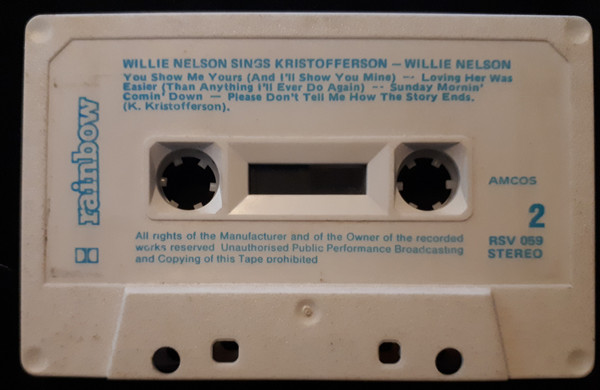 WILLIE NELSON SINGS KRISTOFFERSON — WILLIE NELSON
You Show Me Yours (And I'll Show You Mine) -- Loving Her Was
Easier (Than Anything I'll Ever Do Again) -- Sunday Mornin'
Comin' Down — Please Don't Tell Me How The Story Ends.
(K. Kristofferson).
rainbow
AMCOS
2
RSV 059
STEREO
All rights of the Manufacturer and of the Owner of the recorded
works reserved Unauthorised Public Performance Broadcasting
and Copying of this Tape prohibited